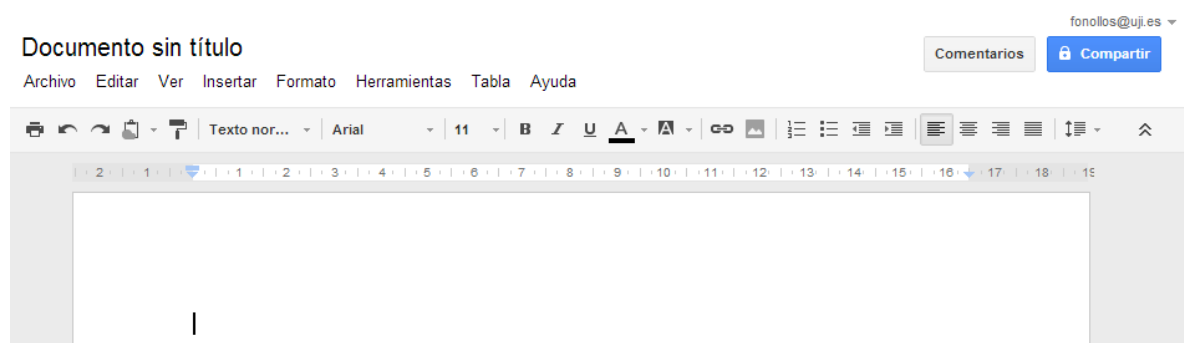 fonollos@uji.es
Documento sin título
Comentarios Compartir
Archivo Editar Ver Insertar Formato Herramientas Tabla Ayuda
Texto nor... Arial 11 B I U A A
2 1 1 2 3 4 5 6 7 8 9 10 11 12 13 14 15 16 17 18 19